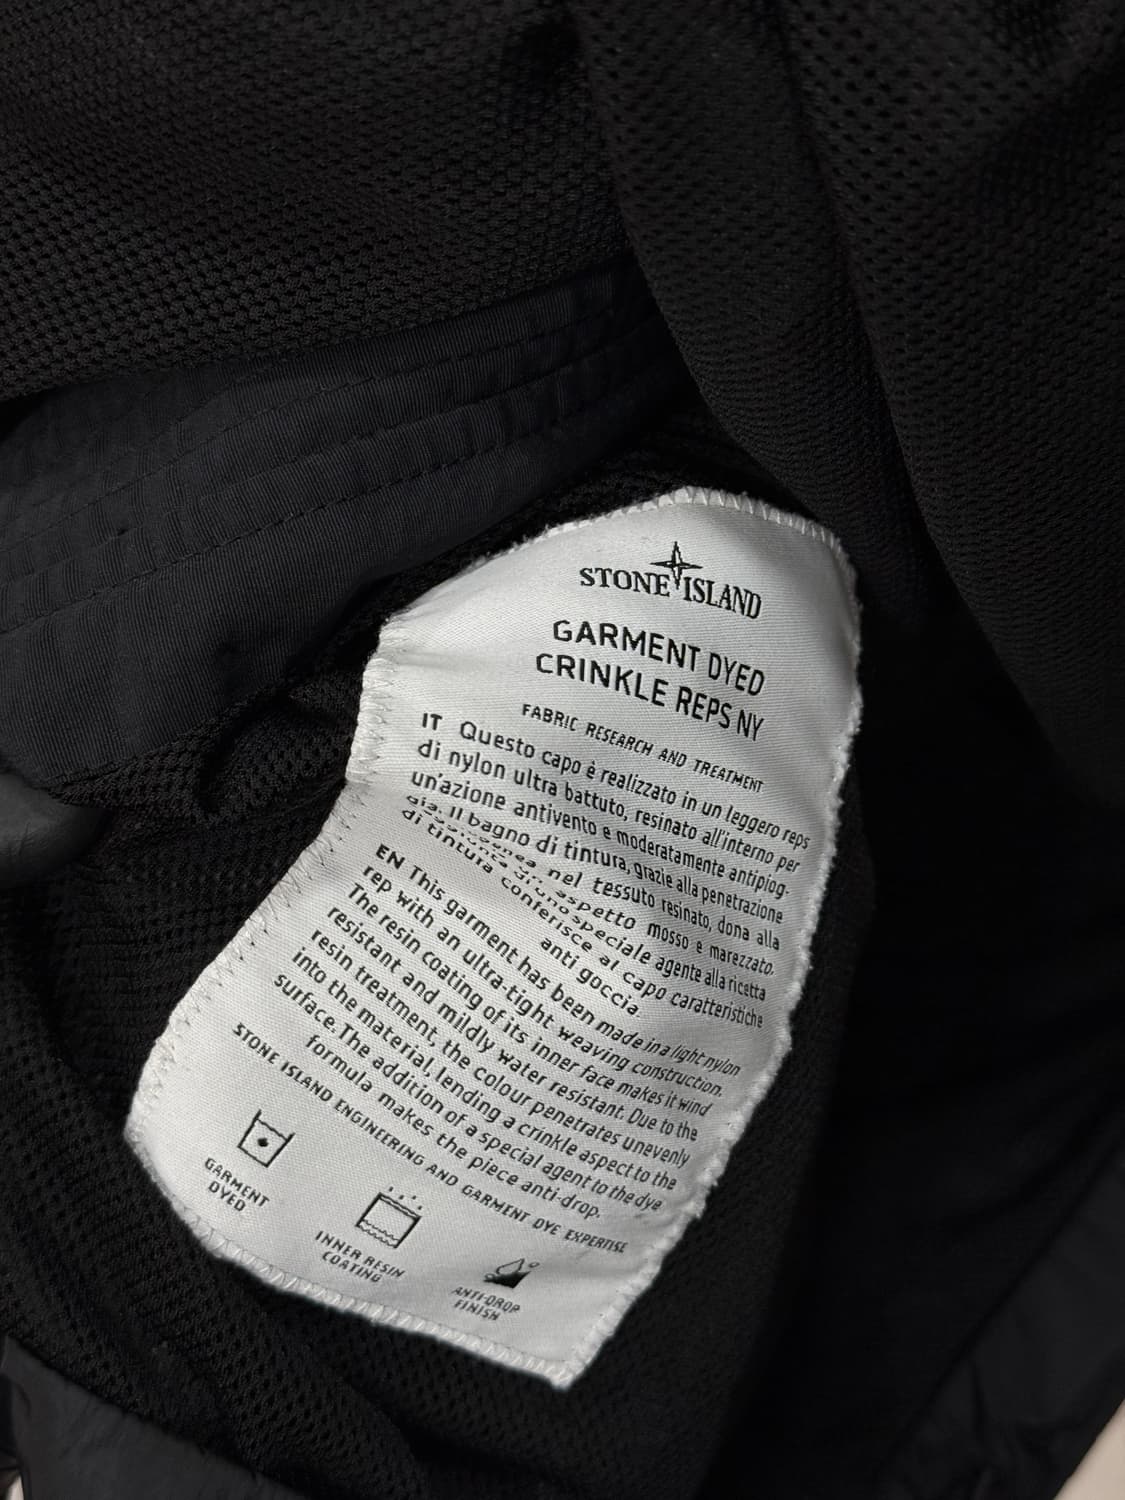 STONE ISLAND
GARMENT DYED
CRINKLE REPS NY
FABRIC RESEARCH AND TREATMENT
IT Questo capo è realizzato in un leggero reps
di nylon ultra battuto, resinato all'interno per
un'azione antivento e moderatamente antipiog-
gia. Il bagno di tintura, grazie alla penetrazione
nel tessuto resinato, dona alla
aspetto mosso e marezzato.
speciale agente alla ricetta
di tintura conferisce al capo caratteristiche
anti goccia.
EN This garment has been made in a light nylon
rep with an ultra-tight weaving construction.
The resin coating of its inner face makes it wind
resistant and mildly water resistant. Due to the
resin treatment, the colour penetrates unevenly
into the material, lending a crinkle aspect to the
surface. The addition of a special agent to the dye
formula makes the piece anti-drop.
STONE ISLAND ENGINEERING AND GARMENT DYE EXPERTISE
GARMENT
DYED
INNER RESIN
COATING
ANTI-DROP
FINISH